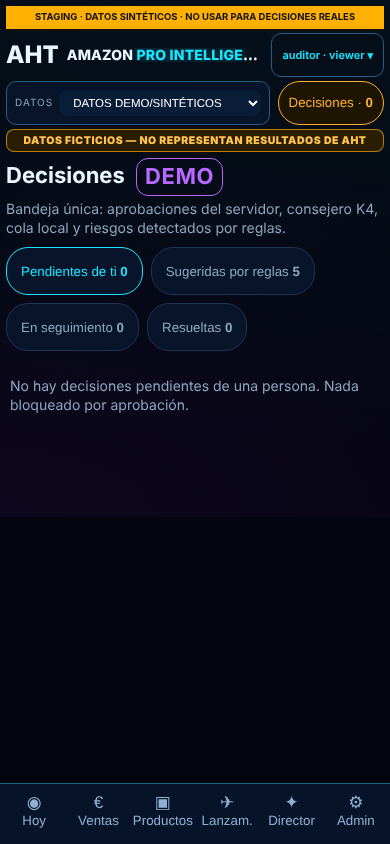 STAGING · DATOS SINTÉTICOS · NO USAR PARA DECISIONES REALES
AHT AMAZON PRO INTELLIGE... auditor · viewer ▾
DATOS DATOS DEMO/SINTÉTICOS Decisiones · 0
DATOS FICTICIOS — NO REPRESENTAN RESULTADOS DE AHT
Decisiones DEMO
Bandeja única: aprobaciones del servidor, consejero K4,
cola local y riesgos detectados por reglas.
Pendientes de ti 0 Sugeridas por reglas 5
En seguimiento 0 Resueltas 0
No hay decisiones pendientes de una persona. Nada
bloqueado por aprobación.
Hoy Ventas Productos Lanzam. Director Admin